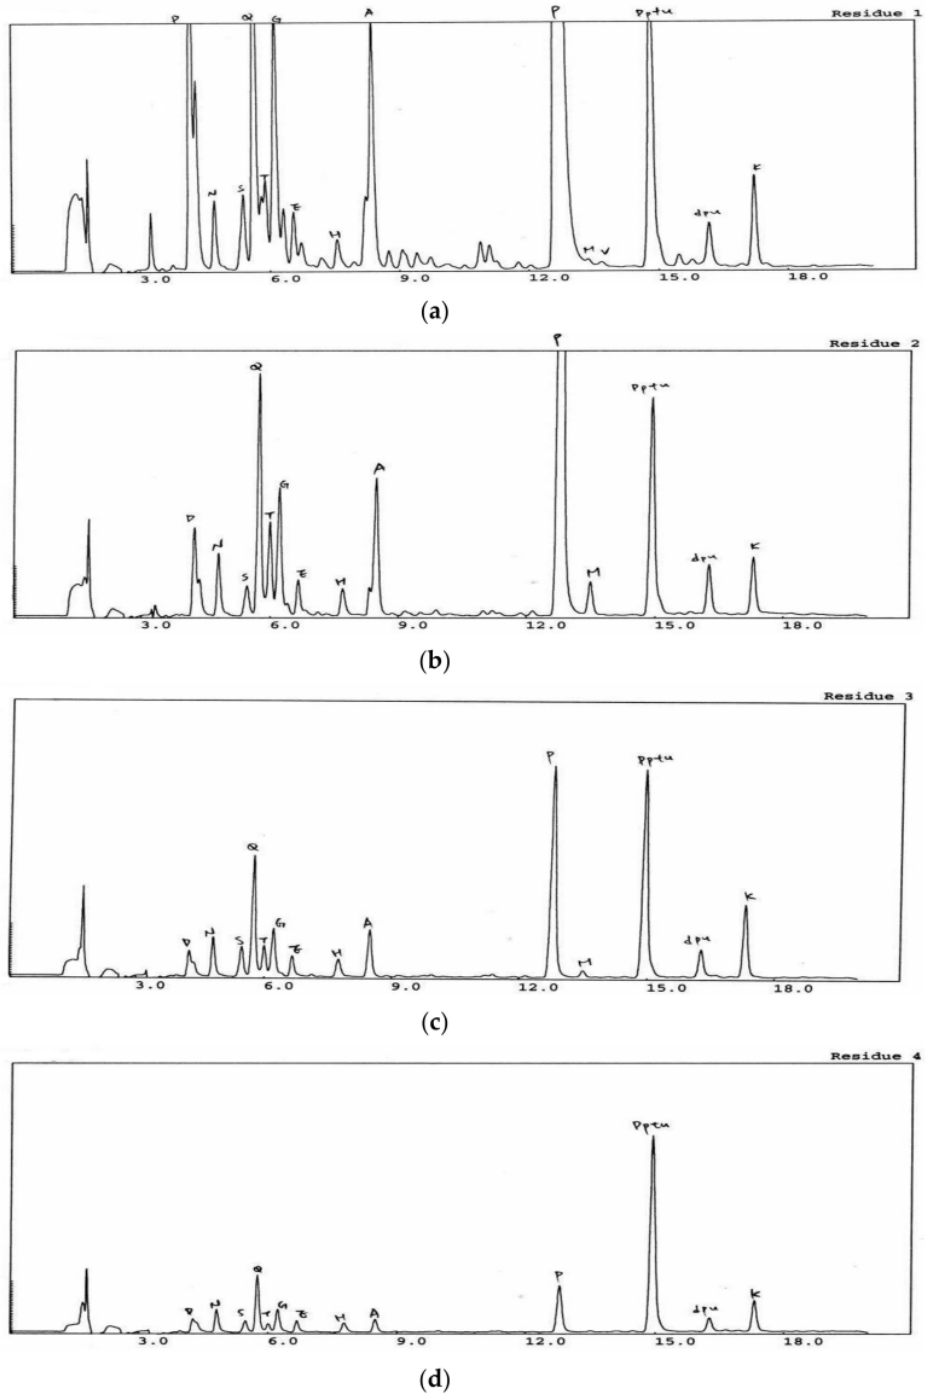 Residue 1
D Q G A P Pptu
N S T E H M V dpu K
3.0 6.0 9.0 12.0 15.0 18.0
(a)
Residue 2
P
Q Pptu
D N S T G E H A M dpu K
3.0 6.0 9.0 12.0 15.0 18.0
(b)
Residue 3
P Pptu
D N S Q T G E H A M dpu K
3.0 6.0 9.0 12.0 15.0 18.0
(c)
Residue 4
Pptu
D N S Q T G E H A P dpu K
3.0 6.0 9.0 12.0 15.0 18.0
(d)